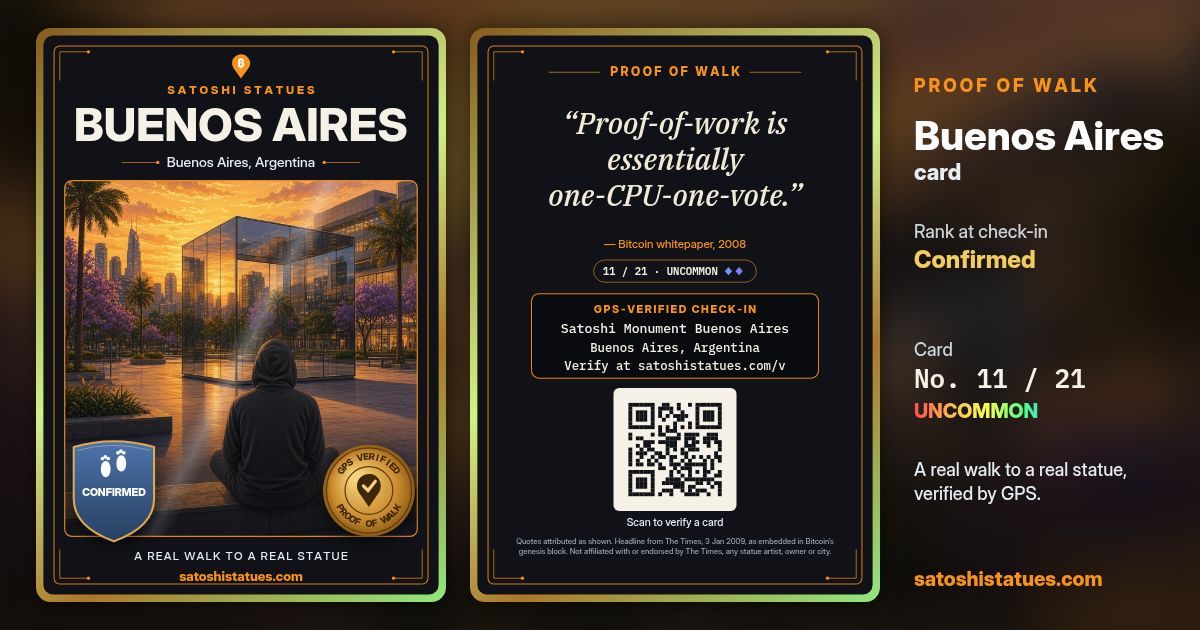 SATOSHI STATUES
BUENOS AIRES
Buenos Aires, Argentina
CONFIRMED
GPS VERIFIED
PROOF OF WALK
A REAL WALK TO A REAL STATUE
satoshistatues.com
PROOF OF WALK
“Proof-of-work is
essentially
one-CPU-one-vote.”
— Bitcoin whitepaper, 2008
11 / 21 · UNCOMMON
GPS-VERIFIED CHECK-IN
Satoshi Monument Buenos Aires
Buenos Aires, Argentina
Verify at satoshistatues.com/v
Scan to verify a card
Quotes attributed as shown. Headline from The Times, 3 Jan 2009, as embedded in Bitcoin's
genesis block. Not affiliated with or endorsed by The Times, any statue artist, owner or city.
PROOF OF WALK
Buenos Aires
card
Rank at check-in
Confirmed
Card
No. 11 / 21
UNCOMMON
A real walk to a real statue,
verified by GPS.
satoshistatues.com